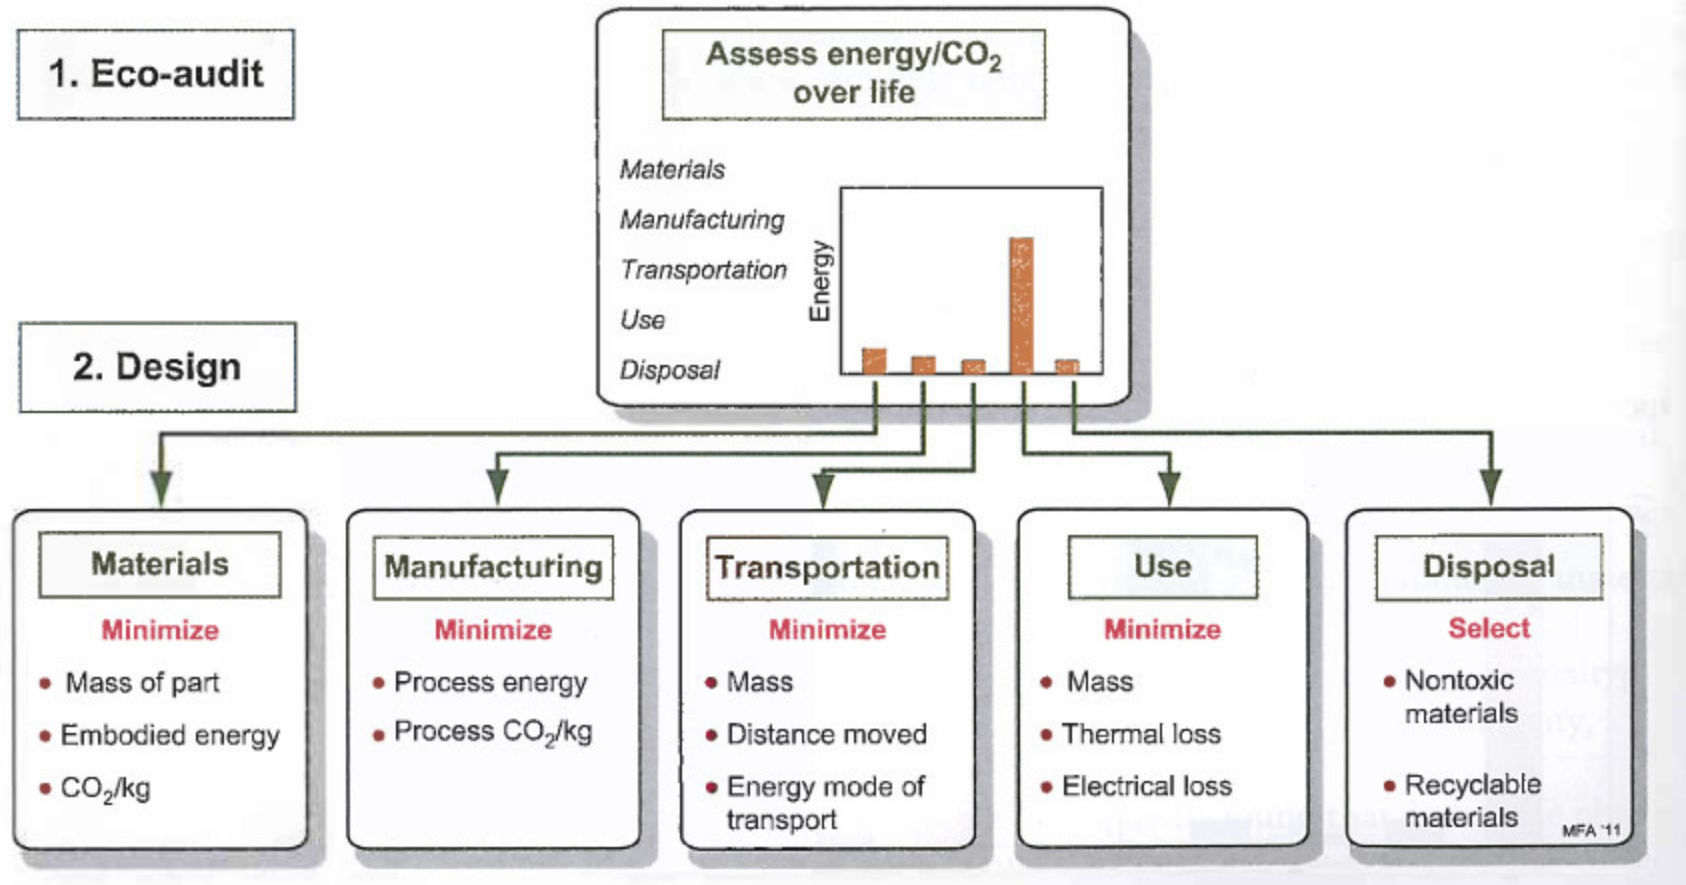 1. Eco-audit
Assess energy/CO₂
over life
Materials
Manufacturing
Transportation
Use
Disposal
Energy
2. Design
Materials
Minimize
• Mass of part
• Embodied energy
• CO₂/kg
Manufacturing
Minimize
• Process energy
• Process CO₂/kg
Transportation
Minimize
• Mass
• Distance moved
• Energy mode of
transport
Use
Minimize
• Mass
• Thermal loss
• Electrical loss
Disposal
Select
• Nontoxic
materials
• Recyclable
materials
MFA '11